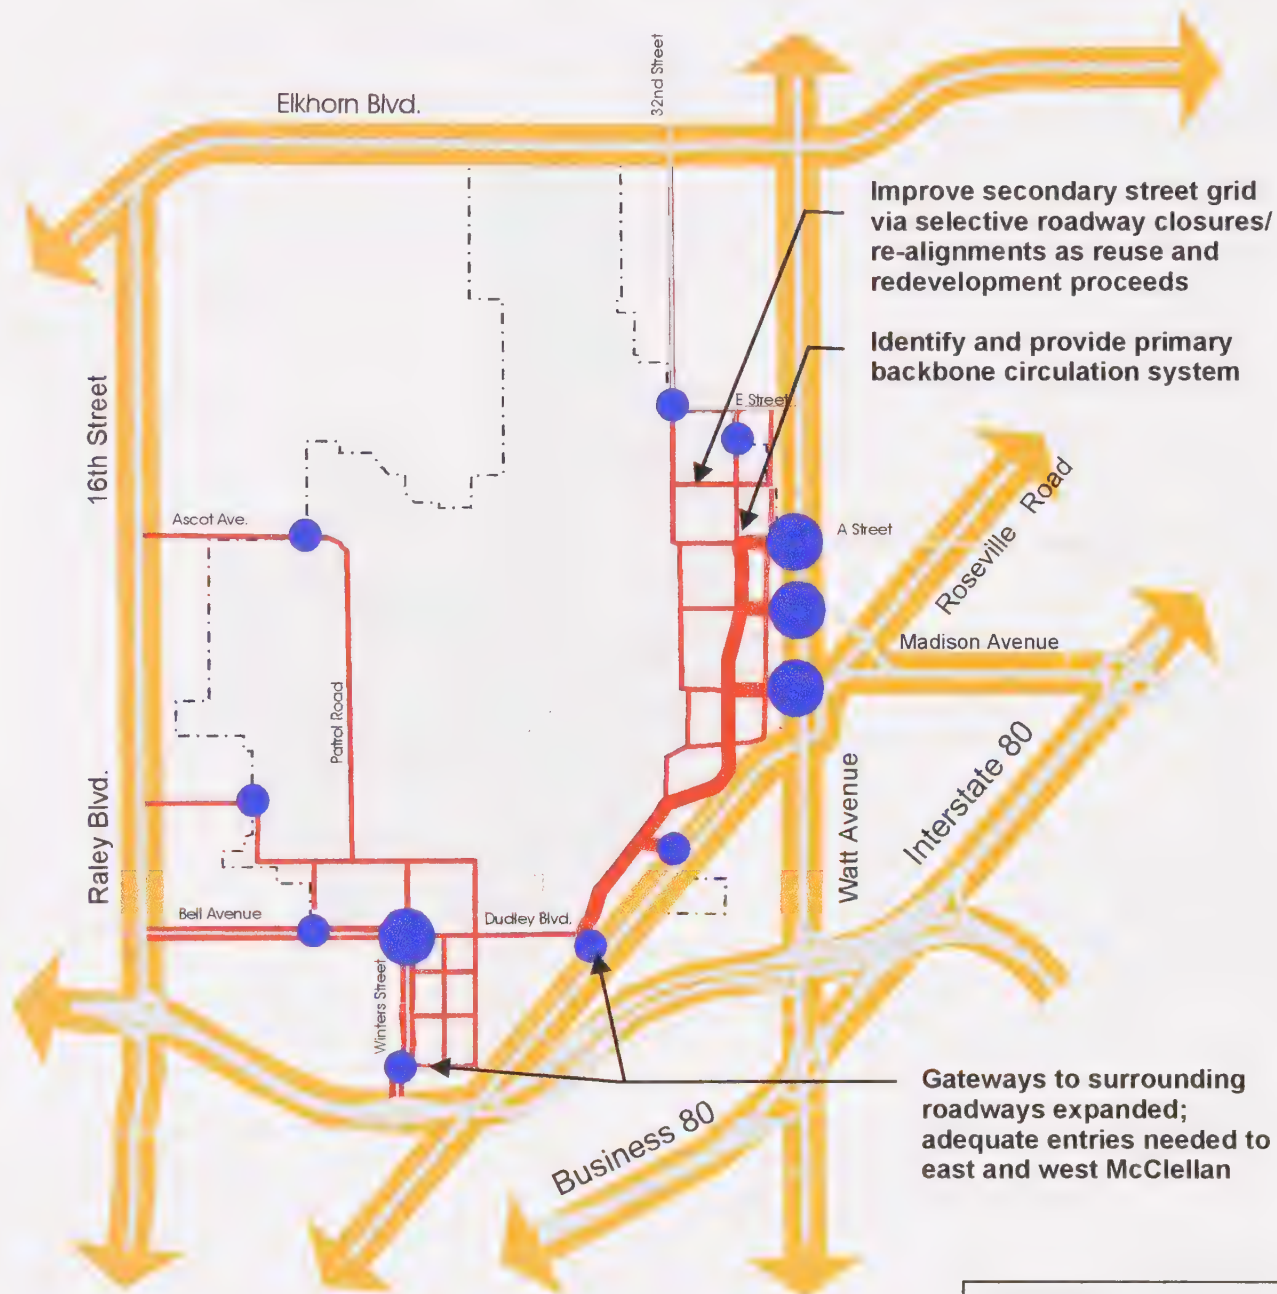 32nd Street
Elkhorn Blvd.
Improve secondary street grid
via selective roadway closures/
re-alignments as reuse and
redevelopment proceeds
Identify and provide primary
backbone circulation system
E Street
16th Street
Ascot Ave.
A Street
Roseville Road
Madison Avenue
Patrol Road
Interstate 80
Raley Blvd.
Watt Avenue
Bell Avenue
Dudley Blvd.
Winters Street
Gateways to surrounding
roadways expanded;
adequate entries needed to
east and west McClellan
Business 80